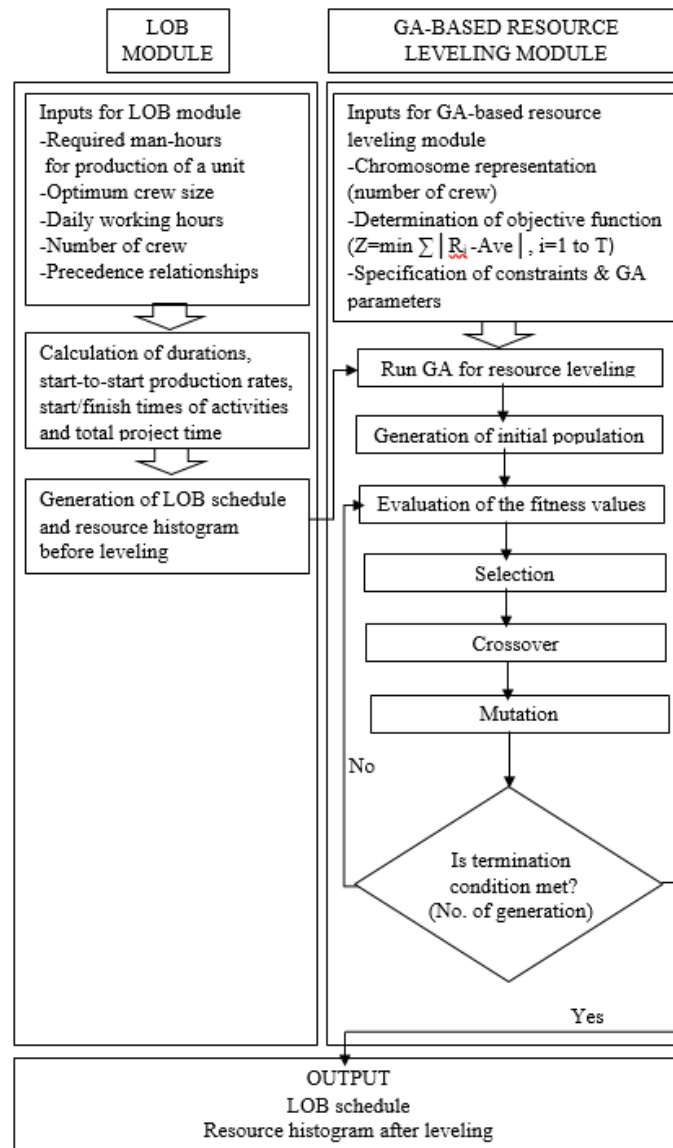 LOB
MODULE
GA-BASED RESOURCE
LEVELING MODULE
Inputs for LOB module
-Required man-hours
for production of a unit
-Optimum crew size
-Daily working hours
-Number of crew
-Precedence relationships
Calculation of durations,
start-to-start production rates,
start/finish times of activities
and total project time
Generation of LOB schedule
and resource histogram
before leveling
Inputs for GA-based resource
leveling module
-Chromosome representation
(number of crew)
-Determination of objective function
(Z=min ∑│Ri -Ave│, i=1 to T)
-Specification of constraints & GA
parameters
Run GA for resource leveling
Generation of initial population
Evaluation of the fitness values
Selection
Crossover
Mutation
No
Is termination
condition met?
(No. of generation)
Yes
OUTPUT
LOB schedule
Resource histogram after leveling